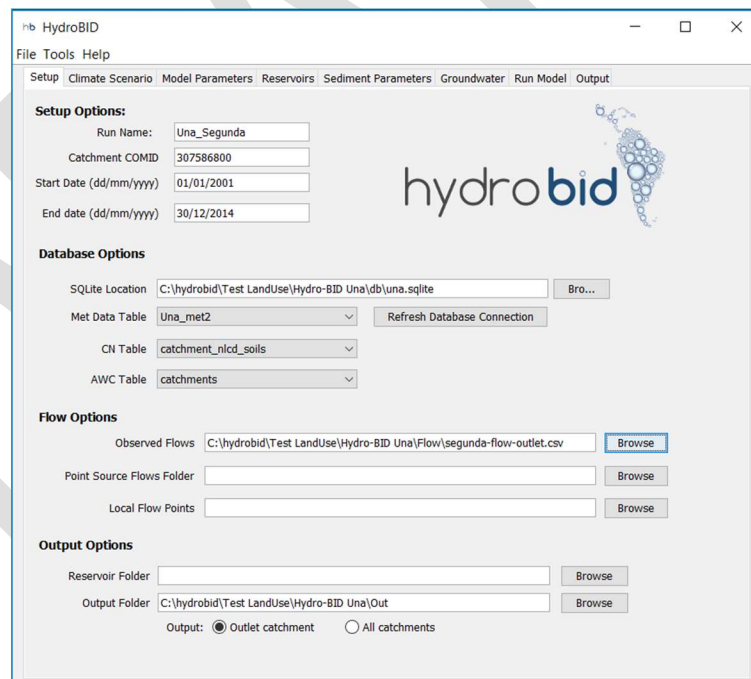 hb HydroBID
File Tools Help
Setup Climate Scenario Model Parameters Reservoirs Sediment Parameters Groundwater Run Model Output
Setup Options:
Run Name: Una_Segunda
Catchment COMID 307586800
Start Date (dd/mm/yyyy) 01/01/2001
End date (dd/mm/yyyy) 30/12/2014
hydrobid
Database Options
SQLite Location C:\hydrobid\Test LandUse\Hydro-BID Una\db\una.sqlite Bro...
Met Data Table Una_met2 Refresh Database Connection
CN Table catchment_nlcd_soils
AWC Table catchments
Flow Options
Observed Flows C:\hydrobid\Test LandUse\Hydro-BID Una\Flow\segunda-flow-outlet.csv Browse
Point Source Flows Folder Browse
Local Flow Points Browse
Output Options
Reservoir Folder Browse
Output Folder C:\hydrobid\Test LandUse\Hydro-BID Una\Out Browse
Output: Outlet catchment All catchments